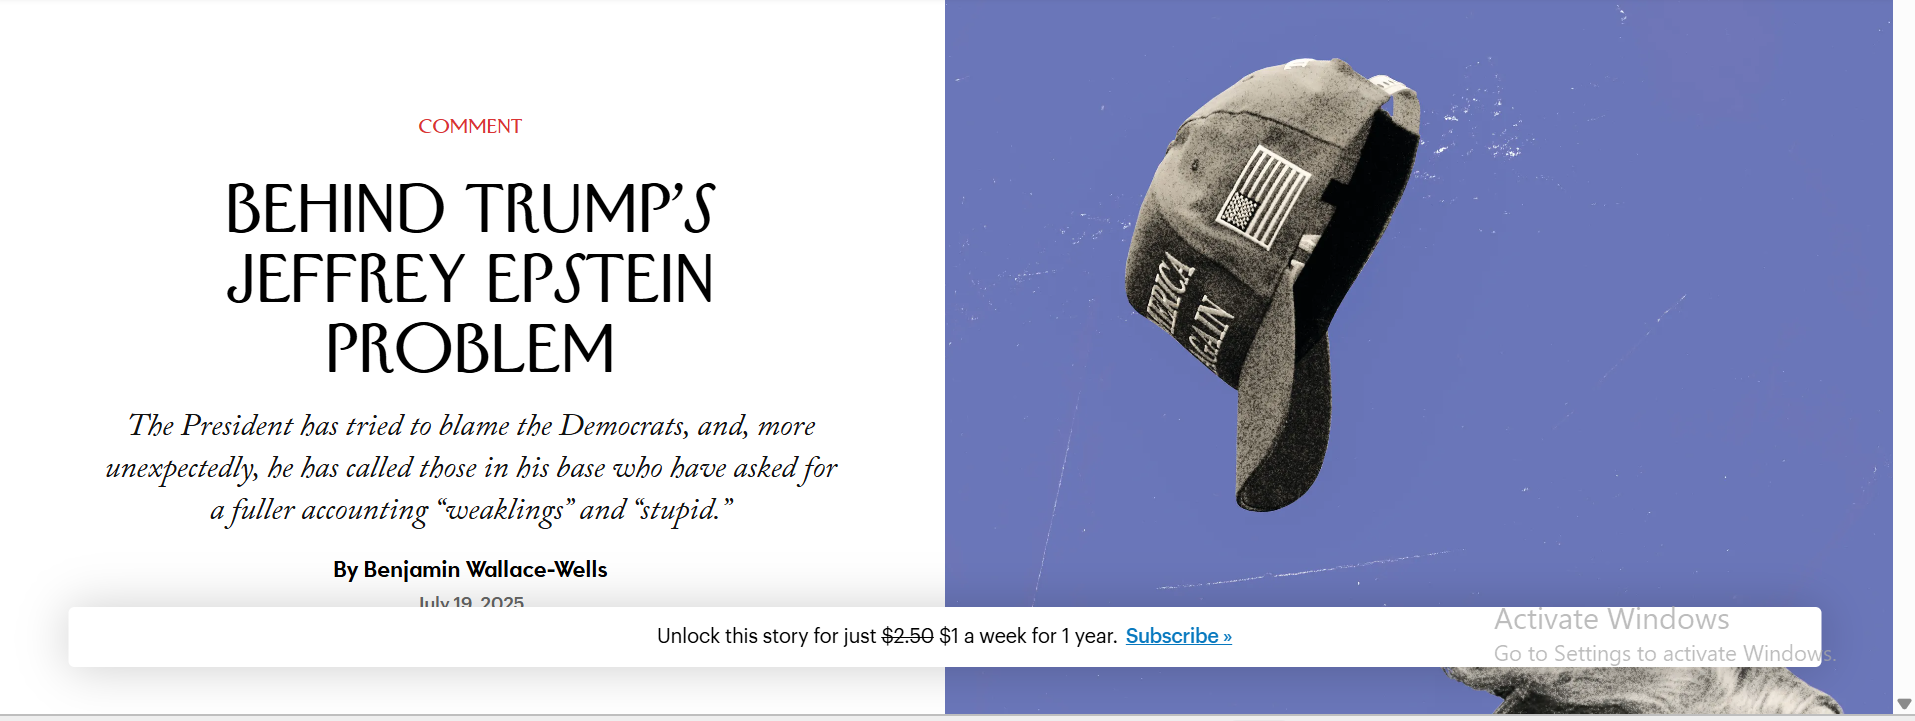 COMMENT
BEHIND TRUMP’S
JEFFREY EPSTEIN
PROBLEM
The President has tried to blame the Democrats, and, more
unexpectedly, he has called those in his base who have asked for
a fuller accounting “weaklings” and “stupid.”
By Benjamin Wallace-Wells
July 19, 2025
ERICA
GAIN
Unlock this story for just $2.50 $1 a week for 1 year. Subscribe »
Activate Windows
Go to Settings to activate Windows.